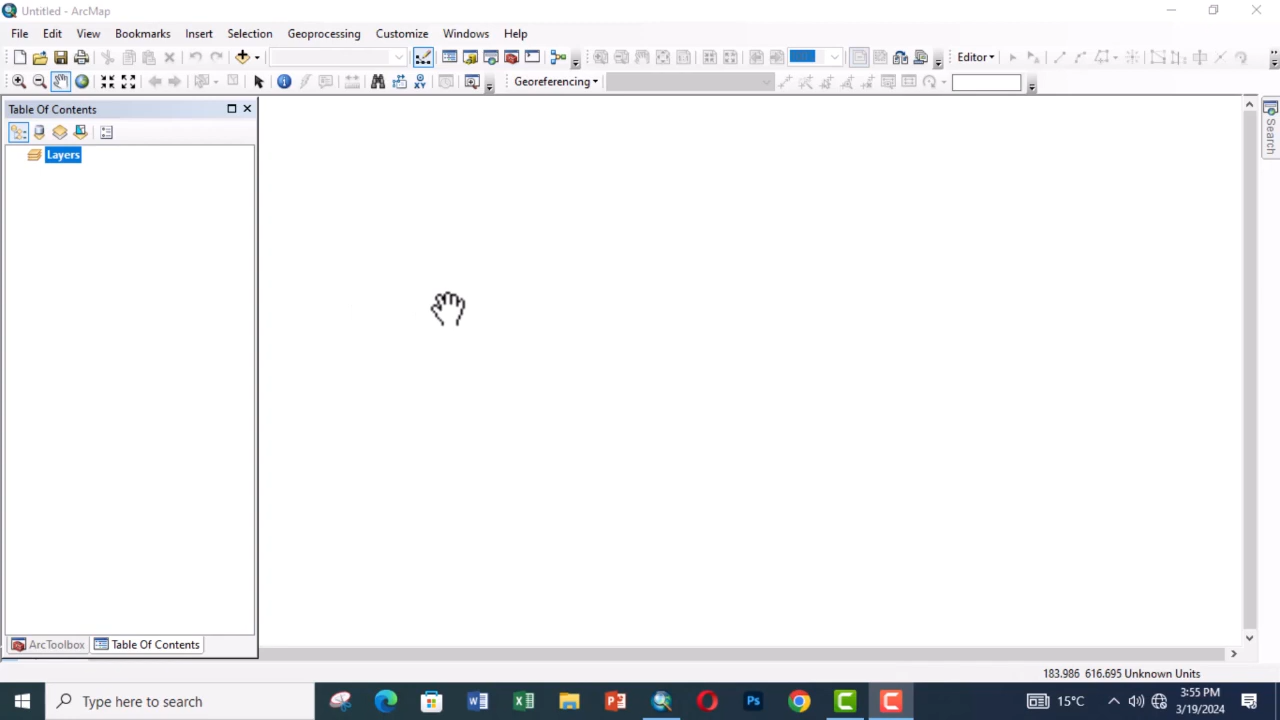 Untitled - ArcMap
File Edit View Bookmarks Insert Selection Geoprocessing Customize Windows Help
Editor
Georeferencing
Table Of Contents
Layers
Search
ArcToolbox Table Of Contents
183.986 616.695 Unknown Units
Type here to search
15°C
3:55 PM
3/19/2024